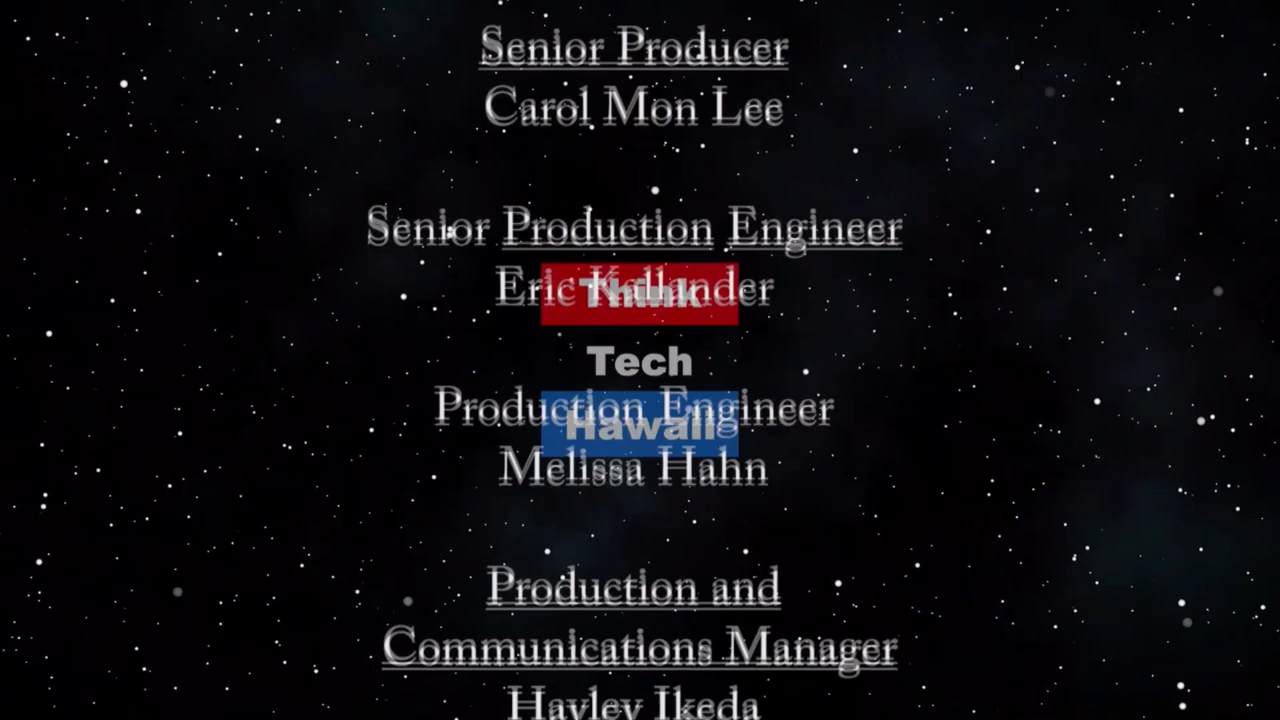 Senior Producer
Carol Mon Lee
Senior Production Engineer
Eric Kallander
Think
Tech
Production Engineer
Hawaii
Melissa Hahn
Production and
Communications Manager
Hayley Ikeda